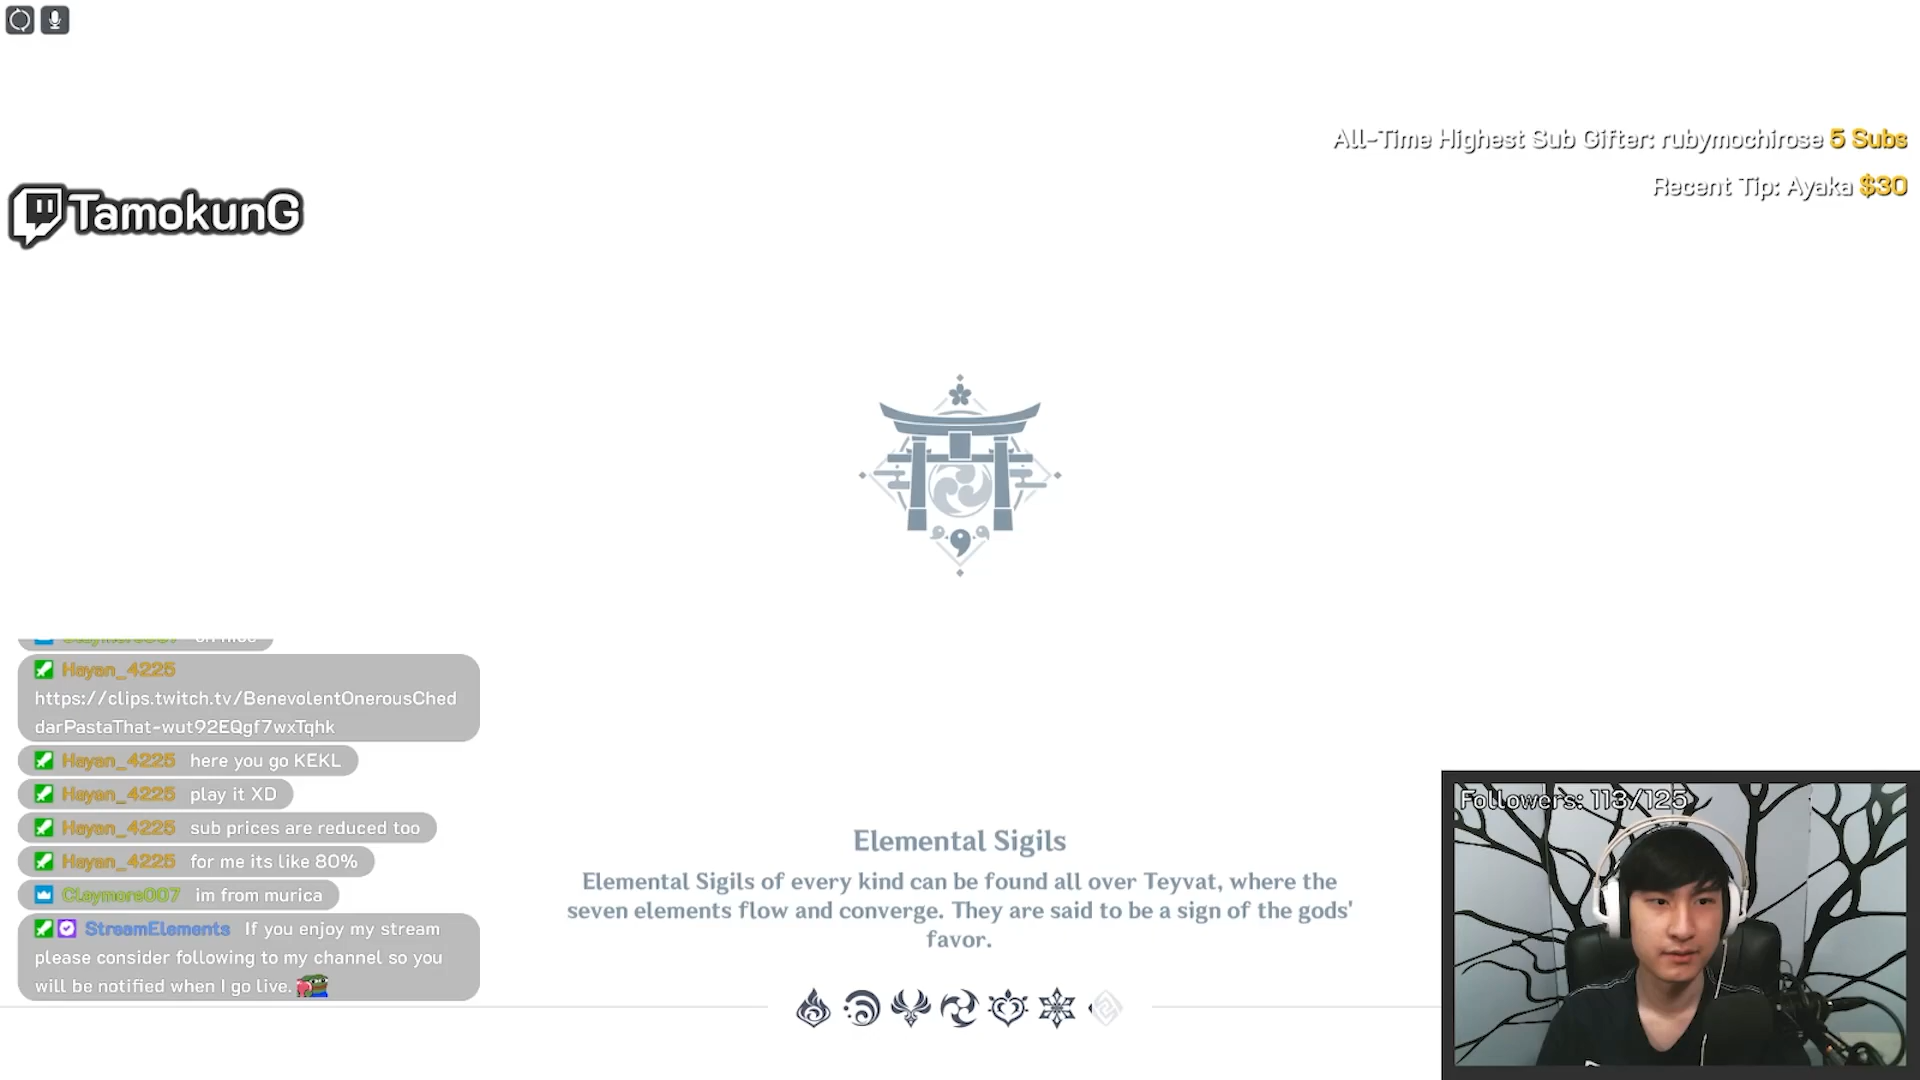 All-Time Highest Sub Gifter: rubymochirose 5 Subs
Recent Tip: Ayaka $30
TamokunG
Hayan_4225
https://clips.twitch.tv/BenevolentOnerousChed
darPastaThat-wut92EQgf7wxTqhk
Hayan_4225 here you go KEKL
Hayan_4225 play it XD
Hayan_4225 sub prices are reduced too
Hayan_4225 for me its like 80%
Claymore007 im from murica
StreamElements If you enjoy my stream
please consider following to my channel so you
will be notified when I go live.
Elemental Sigils
Elemental Sigils of every kind can be found all over Teyvat, where the
seven elements flow and converge. They are said to be a sign of the gods'
favor.
Followers: 113/125